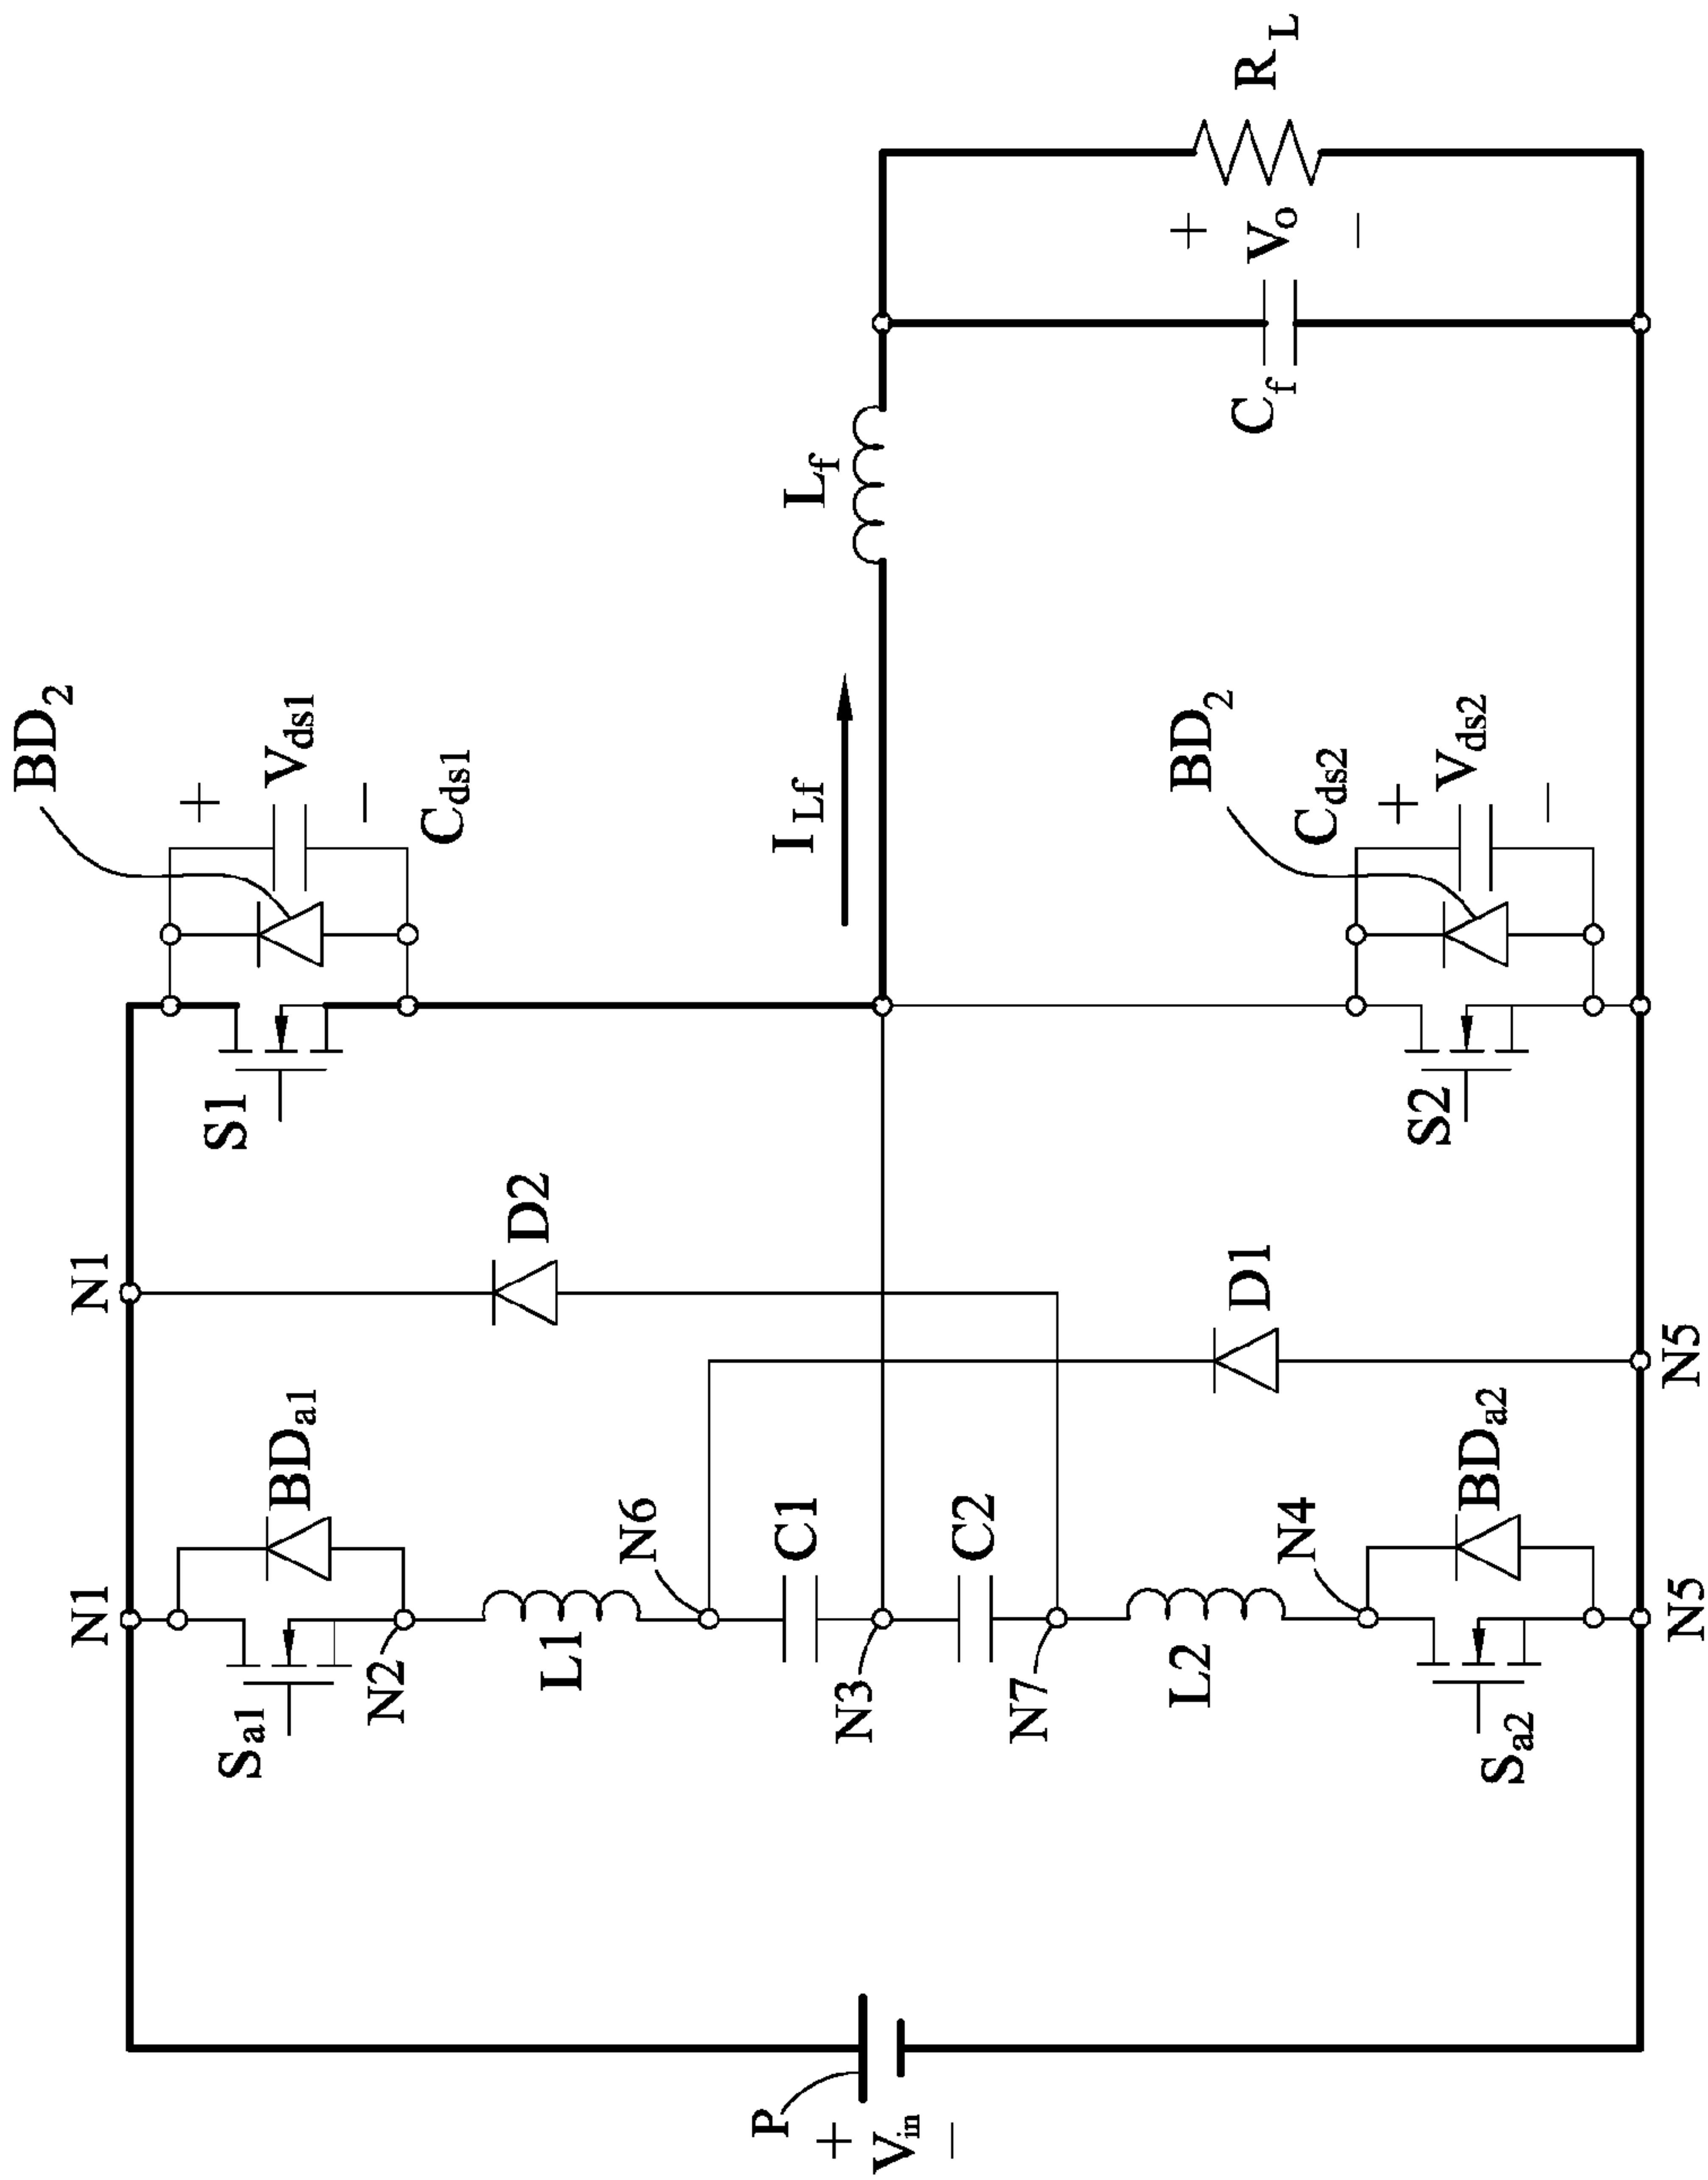 P
+
Vin
−
N1
N1
Sa1
BDa1
N2
L1
N6
C1
N3
C2
N7
L2
N4
Sa2
BDa2
N5
N5
D2
D1
S1
BD2
+
Vds1
−
Cds1
ILf
Lf
S2
BD2
Cds2
+
Vds2
−
Cf
+
Vo
−
RL